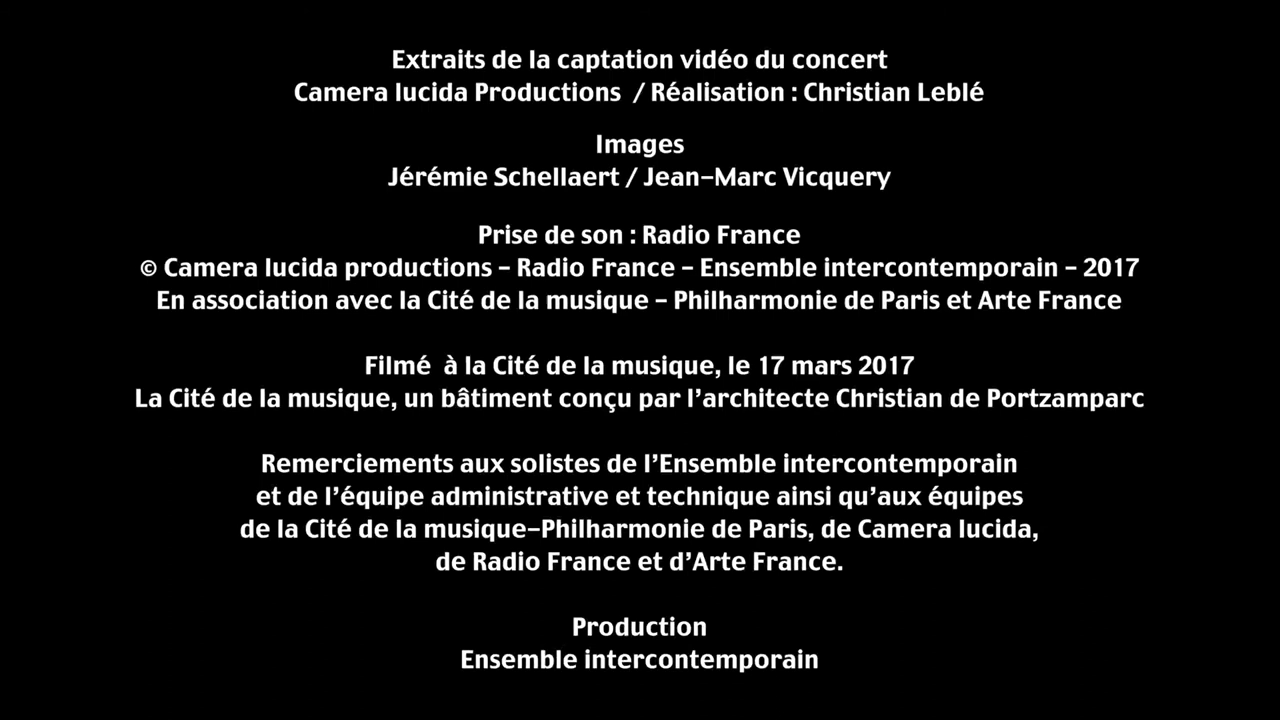 Extraits de la captation vidéo du concert
Camera lucida Productions / Réalisation : Christian Leblé
Images
Jérémie Schellaert / Jean-Marc Vicquery
Prise de son : Radio France
© Camera lucida productions - Radio France - Ensemble intercontemporain - 2017
En association avec la Cité de la musique - Philharmonie de Paris et Arte France
Filmé à la Cité de la musique, le 17 mars 2017
La Cité de la musique, un bâtiment conçu par l’architecte Christian de Portzamparc
Remerciements aux solistes de l’Ensemble intercontemporain
et de l’équipe administrative et technique ainsi qu’aux équipes
de la Cité de la musique-Philharmonie de Paris, de Camera lucida,
de Radio France et d’Arte France.
Production
Ensemble intercontemporain